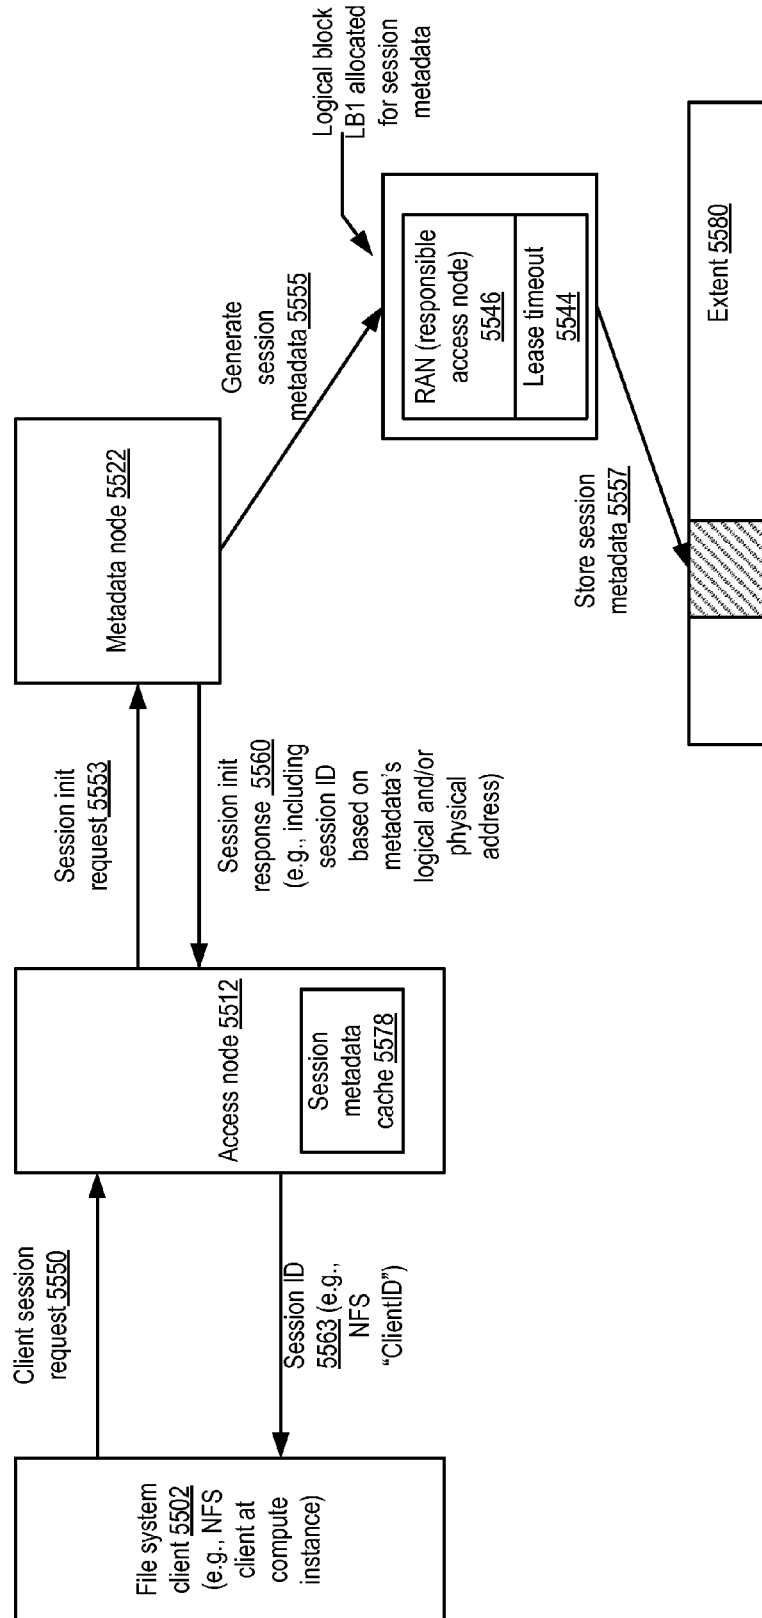 File system
client 5502
(e.g., NFS
client at
compute
instance)
Client session
request 5550
Session ID
5563 (e.g.,
NFS
“ClientID”)
Access node 5512
Session
metadata
cache 5578
Session init
request 5553
Session init
response 5560
(e.g., including
session ID
based on
metadata’s
logical and/or
physical
address)
Metadata node 5522
Generate
session
metadata 5555
Logical block
LB1 allocated
for session
metadata
RAN (responsible
access node)
5546
Lease timeout
5544
Store session
metadata 5557
Extent 5580